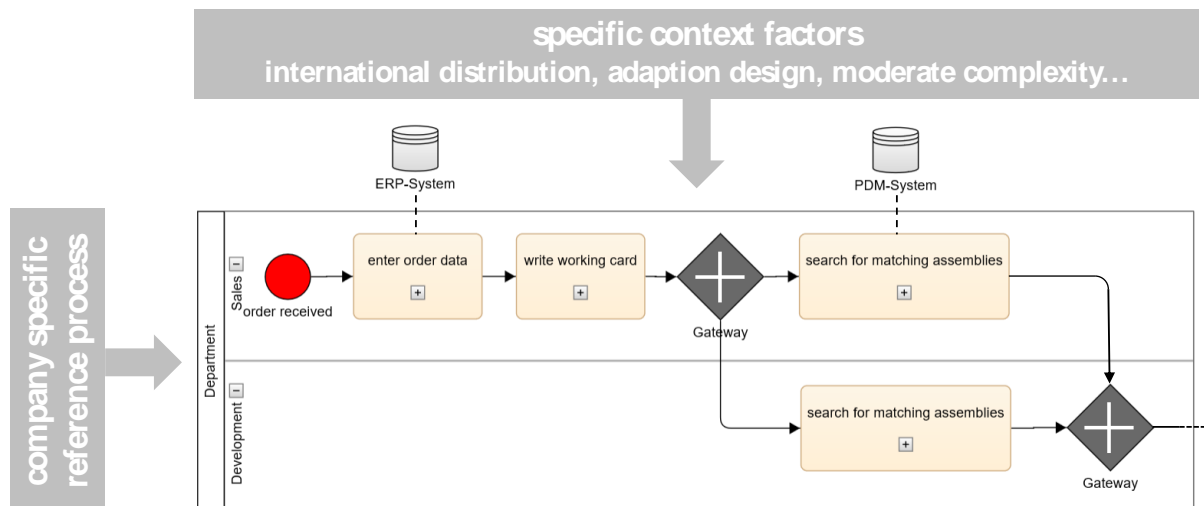 specific context factors
international distribution, adaption design, moderate complexity…
ERP-System
PDM-System
company specific
reference process
Department
Sales
order received
enter order data
write working card
Gateway
search for matching assemblies
Development
search for matching assemblies
Gateway